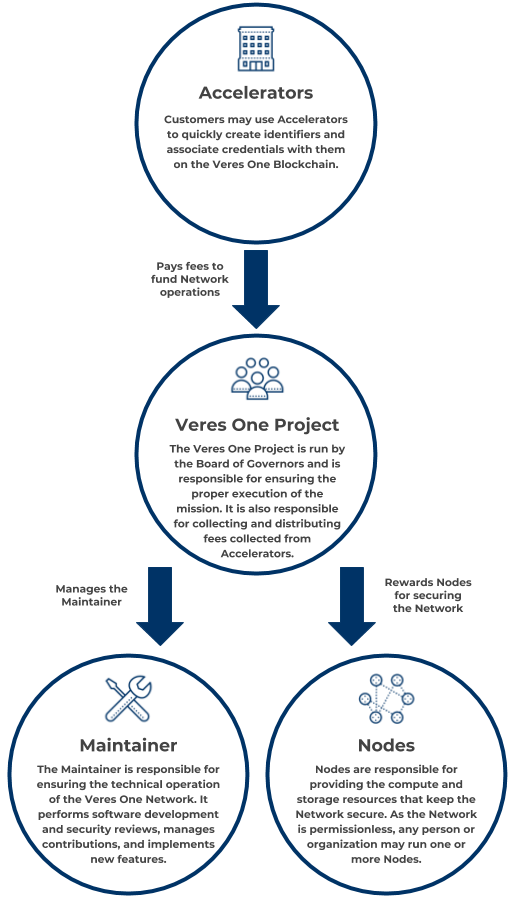 Accelerators
Customers may use Accelerators
to quickly create identifiers and
associate credentials with them
on the Veres One Blockchain.
Pays fees to
fund Network
operations
Veres One Project
The Veres One Project is run by
the Board of Governors and is
responsible for ensuring the
proper execution of the
mission. It is also responsible
for collecting and distributing
fees collected from
Accelerators.
Manages the
Maintainer
Rewards Nodes
for securing
the Network
Maintainer
The Maintainer is responsible for
ensuring the technical operation
of the Veres One Network. It
performs software development
and security reviews, manages
contributions, and implements
new features.
Nodes
Nodes are responsible for
providing the compute and
storage resources that keep the
Network secure. As the Network
is permissionless, any person or
organization may run one or
more Nodes.